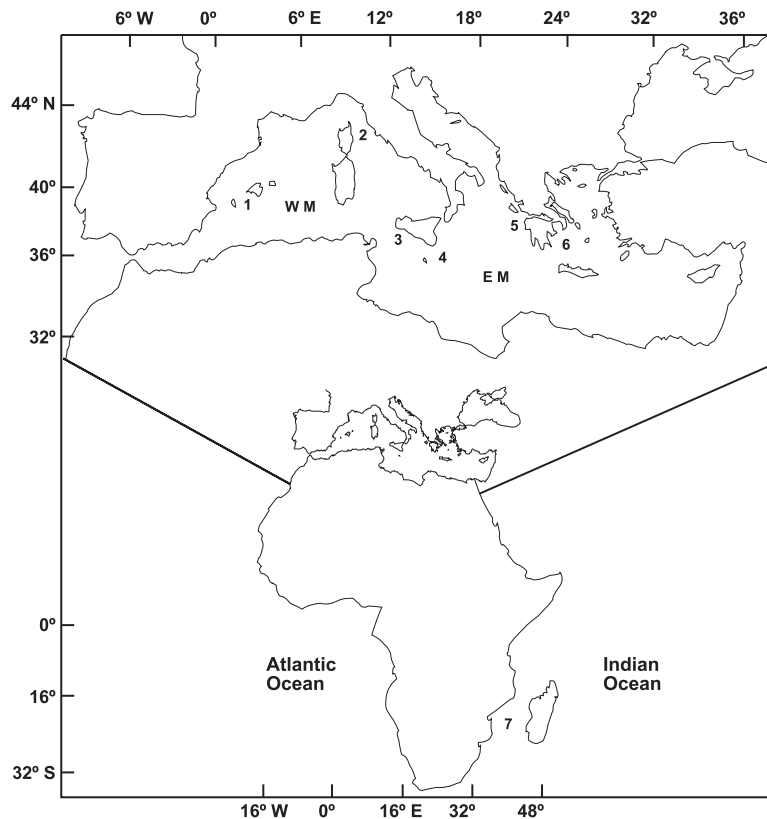 6º W 0º 6º E 12º 18º 24º 32º 36º
44º N
2
40º
1
W M
5
3
6
36º
4
E M
32º
0º
Atlantic
Ocean
Indian
Ocean
16º
7
32º S
16º W 0º 16º E 32º 48º